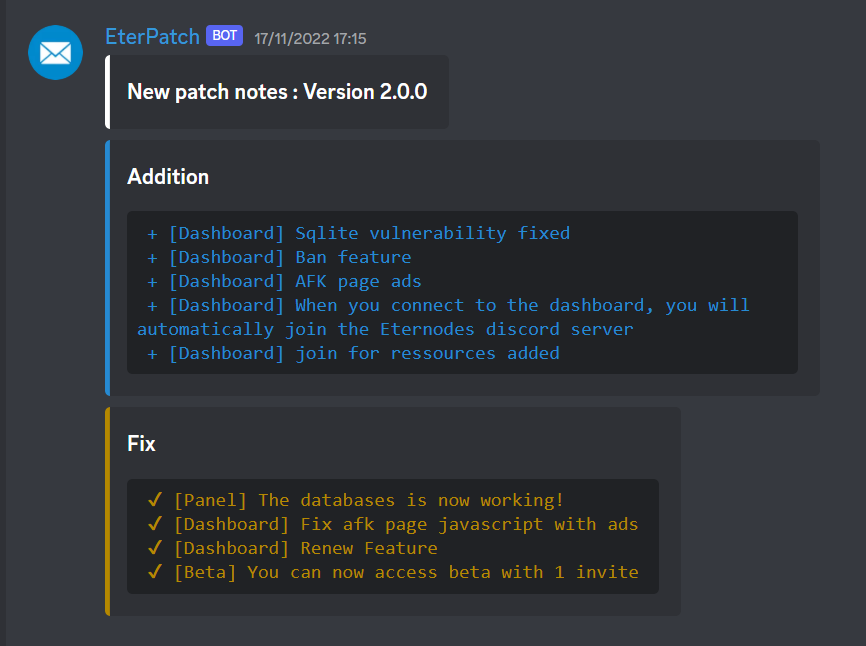 EterPatch BOT 17/11/2022 17:15
New patch notes : Version 2.0.0
Addition
+ [Dashboard] Sqlite vulnerability fixed
+ [Dashboard] Ban feature
+ [Dashboard] AFK page ads
+ [Dashboard] When you connect to the dashboard, you will
automatically join the Eternodes discord server
+ [Dashboard] join for ressources added
Fix
✓ [Panel] The databases is now working!
✓ [Dashboard] Fix afk page javascript with ads
✓ [Dashboard] Renew Feature
✓ [Beta] You can now access beta with 1 invite